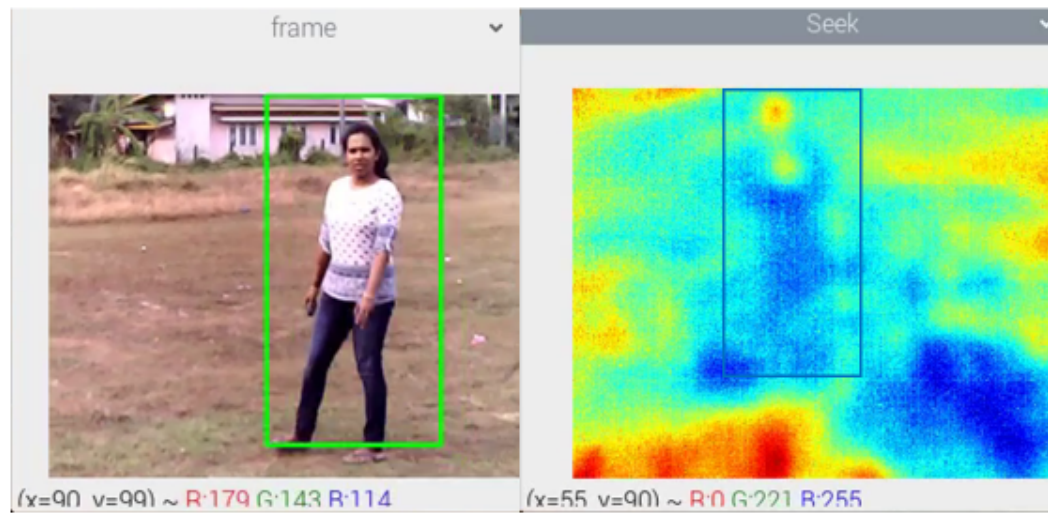 frame
Seek
(x=90, y=99) ~ R:179 G:143 B:114
(x=55, y=90) ~ R:0 G:221 B:255